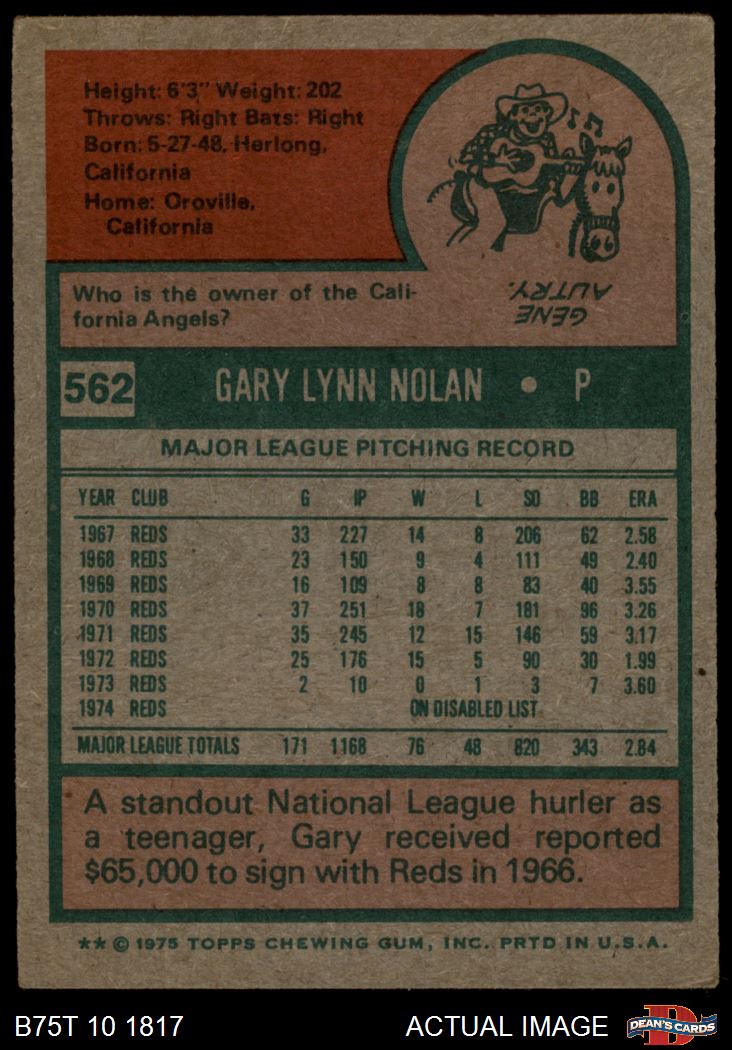 Height: 6'3" Weight: 202
Throws: Right Bats: Right
Born: 5-27-48, Herlong,
California
Home: Oroville,
California
Who is the owner of the Cali-
fornia Angels?
GENE
AUTRY.
562 GARY LYNN NOLAN • P
MAJOR LEAGUE PITCHING RECORD
YEAR CLUB G IP W L SO BB ERA
1967 REDS 33 227 14 8 206 62 2.58
1968 REDS 23 150 9 4 111 49 2.40
1969 REDS 16 109 8 8 83 40 3.55
1970 REDS 37 251 18 7 181 96 3.26
1971 REDS 35 245 12 15 146 59 3.17
1972 REDS 25 176 15 5 90 30 1.99
1973 REDS 2 10 0 1 3 7 3.60
1974 REDS ON DISABLED LIST
MAJOR LEAGUE TOTALS 171 1168 76 48 820 343 2.84
A standout National League hurler as
a teenager, Gary received reported
$65,000 to sign with Reds in 1966.
** © 1975 TOPPS CHEWING GUM, INC. PRTD IN U.S.A.
B75T 10 1817 ACTUAL IMAGE DEAN'S CARDS